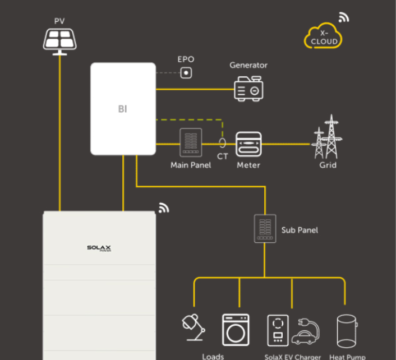 PV
X-
CLOUD
EPO
Generator
BI
Main Panel
CT
Meter
Grid
SOLAX
Sub Panel
Loads
SolaX EV Charger
Heat Pump